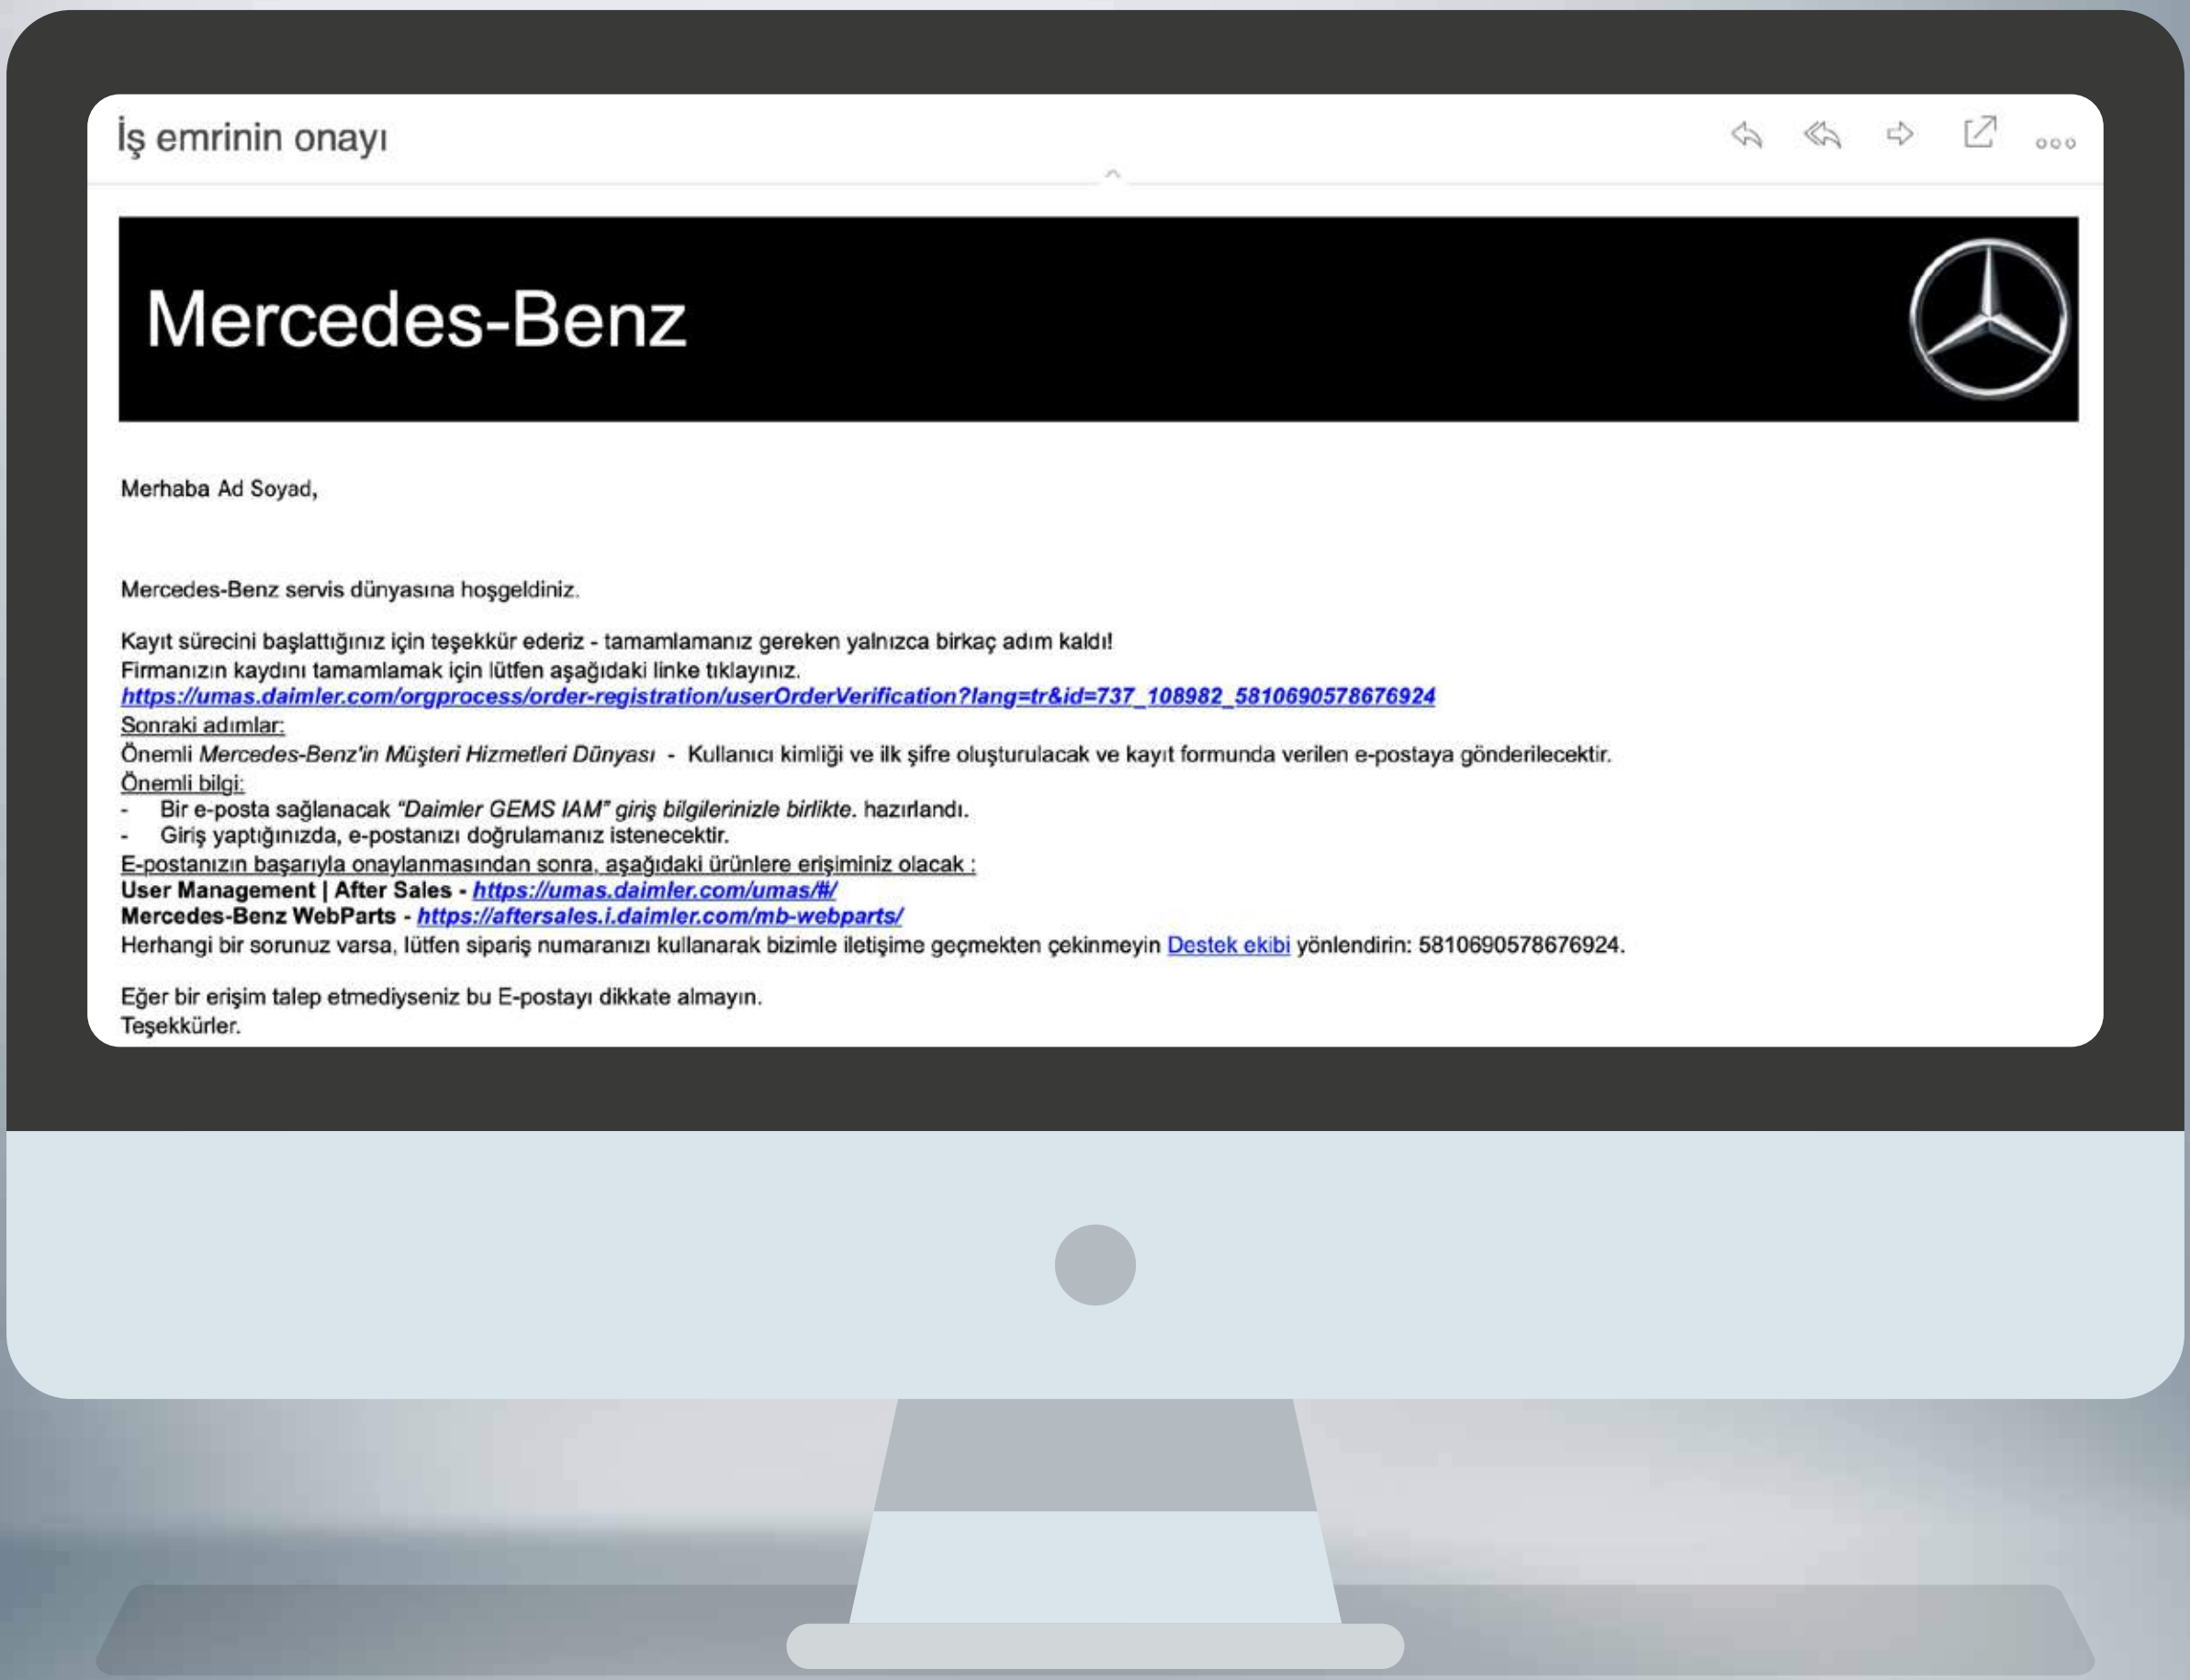 İş emrinin onayı
Mercedes-Benz
Merhaba Ad Soyad,
Mercedes-Benz servis dünyasına hoşgeldiniz.
Kayıt sürecini başlattığınız için teşekkür ederiz - tamamlamanız gereken yalnızca birkaç adım kaldı!
Firmanızın kaydını tamamlamak için lütfen aşağıdaki linke tıklayınız.
https://umas.daimler.com/orgprocess/order-registration/userOrderVerification?lang=tr&id=737_108982_5810690578676924
Sonraki adımlar:
Önemli Mercedes-Benz'in Müşteri Hizmetleri Dünyası - Kullanıcı kimliği ve ilk şifre oluşturulacak ve kayıt formunda verilen e-postaya gönderilecektir.
Önemli bilgi:
- Bir e-posta sağlanacak “Daimler GEMS IAM” giriş bilgilerinizle birlikte. hazırlandı.
- Giriş yaptığınızda, e-postanızı doğrulamanız istenecektir.
E-postanızın başarıyla onaylanmasından sonra, aşağıdaki ürünlere erişiminiz olacak :
User Management | After Sales - https://umas.daimler.com/umas/#/
Mercedes-Benz WebParts - https://aftersales.i.daimler.com/mb-webparts/
Herhangi bir sorunuz varsa, lütfen sipariş numaranızı kullanarak bizimle iletişime geçmekten çekinmeyin Destek ekibi yönlendirin: 5810690578676924.
Eğer bir erişim talep etmediyseniz bu E-postayı dikkate almayın.
Teşekkürler.